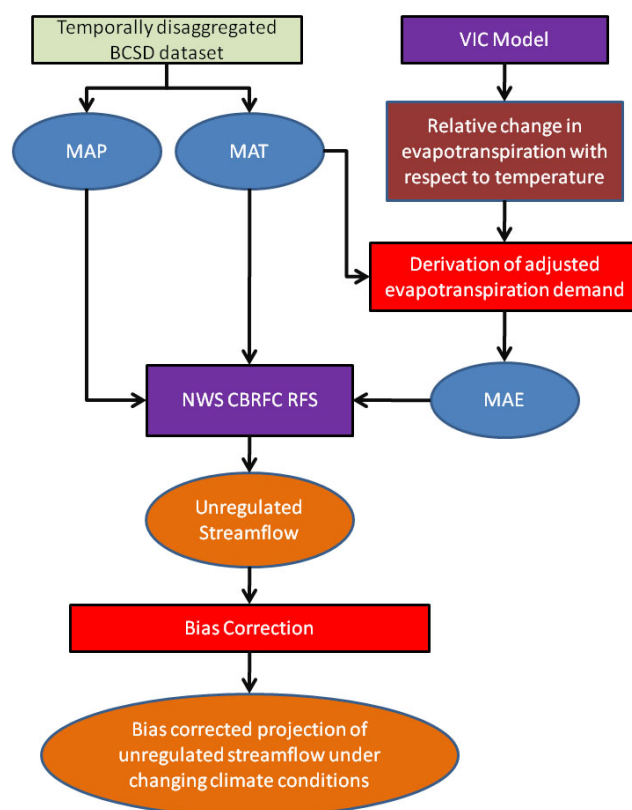 Temporally disaggregated
BCSD dataset
VIC Model
MAP
MAT
Relative change in
evapotranspiration with
respect to temperature
Derivation of adjusted
evapotranspiration demand
NWS CBRFC RFS
MAE
Unregulated
Streamflow
Bias Correction
Bias corrected projection of
unregulated streamflow under
changing climate conditions